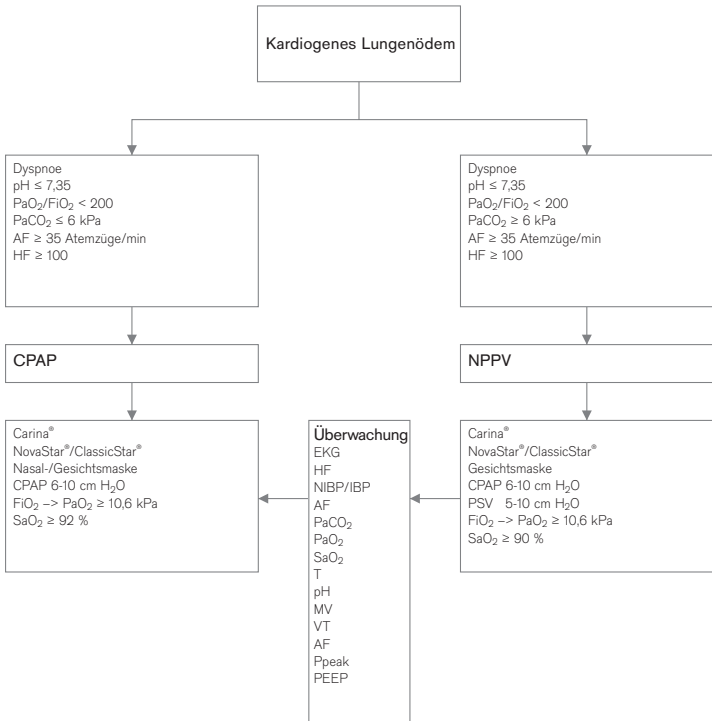 Kardiogenes Lungenödem
Dyspnoe
pH ≤ 7,35
PaO₂/FiO₂ < 200
PaCO₂ ≤ 6 kPa
AF ≥ 35 Atemzüge/min
HF ≥ 100
Dyspnoe
pH ≤ 7,35
PaO₂/FiO₂ < 200
PaCO₂ ≥ 6 kPa
AF ≥ 35 Atemzüge/min
HF ≥ 100
CPAP
NPPV
Carina®
NovaStar®/ClassicStar®
Nasal-/Gesichtsmaske
CPAP 6-10 cm H₂O
FiO₂ –> PaO₂ ≥ 10,6 kPa
SaO₂ ≥ 92 %
Überwachung
EKG
HF
NIBP/IBP
AF
PaCO₂
PaO₂
SaO₂
T
pH
MV
VT
AF
Ppeak
PEEP
Carina®
NovaStar®/ClassicStar®
Gesichtsmaske
CPAP 6-10 cm H₂O
PSV 5-10 cm H₂O
FiO₂ –> PaO₂ ≥ 10,6 kPa
SaO₂ ≥ 90 %